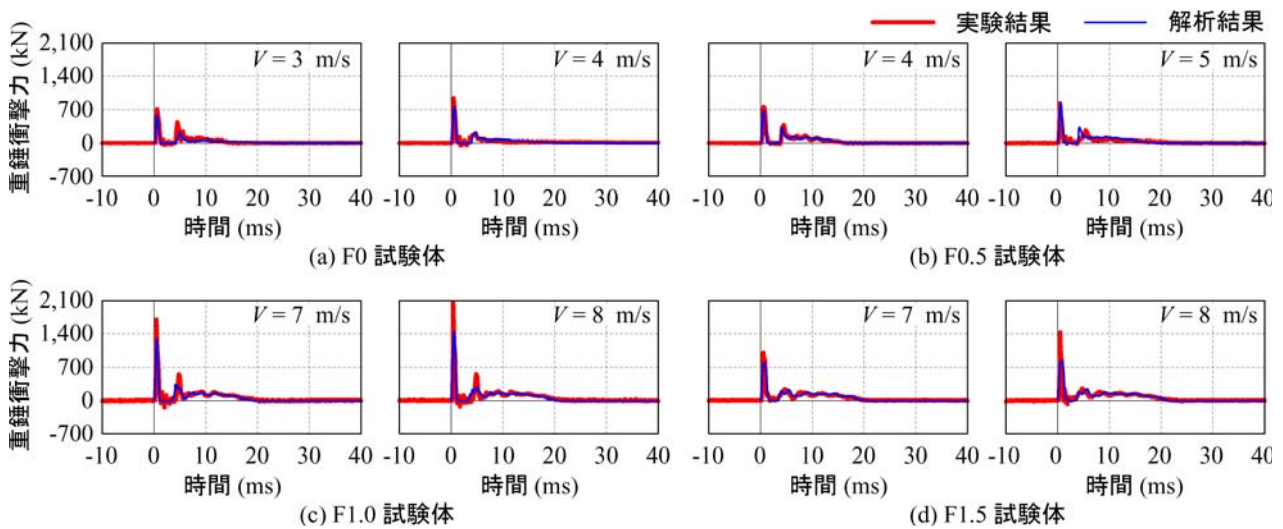 実験結果 解析結果
重錘衝撃力 (kN)
2,100
1,400
700
0
-700
V = 3 m/s
V = 4 m/s
V = 4 m/s
V = 5 m/s
-10 0 10 20 30 40
-10 0 10 20 30 40
-10 0 10 20 30 40
-10 0 10 20 30 40
時間 (ms)
時間 (ms)
時間 (ms)
時間 (ms)
(a) F0 試験体
(b) F0.5 試験体
重錘衝撃力 (kN)
2,100
1,400
700
0
-700
V = 7 m/s
V = 8 m/s
V = 7 m/s
V = 8 m/s
-10 0 10 20 30 40
-10 0 10 20 30 40
-10 0 10 20 30 40
-10 0 10 20 30 40
時間 (ms)
時間 (ms)
時間 (ms)
時間 (ms)
(c) F1.0 試験体
(d) F1.5 試験体